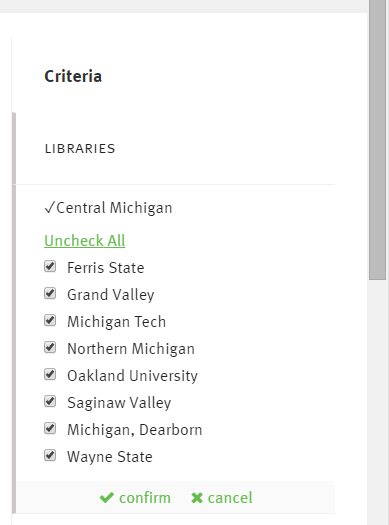 Criteria
LIBRARIES
✓Central Michigan
Uncheck All
Ferris State
Grand Valley
Michigan Tech
Northern Michigan
Oakland University
Saginaw Valley
Michigan, Dearborn
Wayne State
✔ confirm ✖ cancel